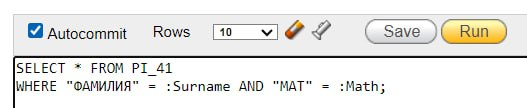 Autocommit Rows 10 Save Run
SELECT * FROM PI_41
WHERE "ФАМИЛИЯ" = :Surname AND "МАТ" = :Math;